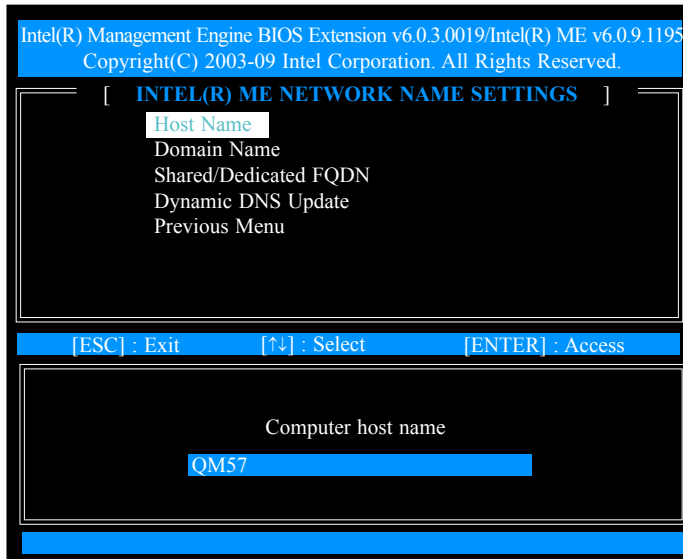 Intel(R) Management Engine BIOS Extension v6.0.3.0019/Intel(R) ME v6.0.9.1195
Copyright(C) 2003-09 Intel Corporation. All Rights Reserved.
[ INTEL(R) ME NETWORK NAME SETTINGS ]
Host Name
Domain Name
Shared/Dedicated FQDN
Dynamic DNS Update
Previous Menu
[ESC] : Exit [↑↓] : Select [ENTER] : Access
Computer host name
QM57